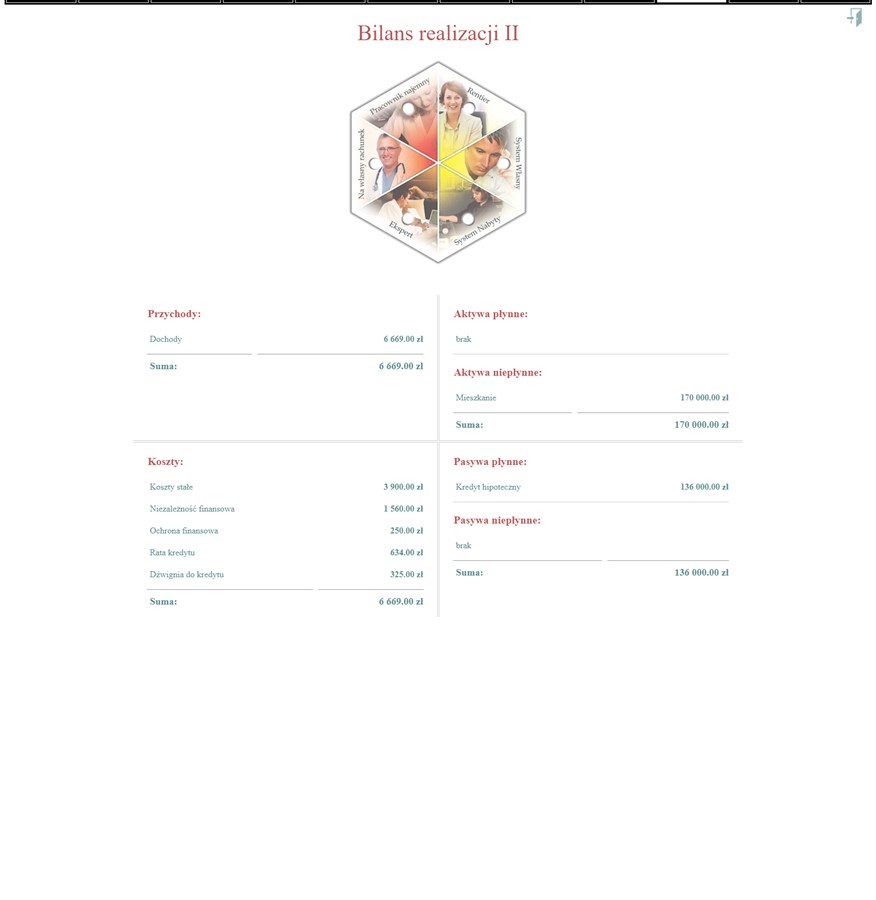 Bilans realizacji II
Pracownik najemny
Rentier
Na własny rachunek
System Własny
Ekspert
System Nabyty
Przychody:
Dochody 6 669.00 zł
Suma: 6 669.00 zł
Aktywa płynne:
brak
Aktywa niepłynne:
Mieszkanie 170 000.00 zł
Suma: 170 000.00 zł
Koszty:
Koszty stałe 3 900.00 zł
Niezależność finansowa 1 560.00 zł
Ochrona finansowa 250.00 zł
Rata kredytu 634.00 zł
Dźwignia do kredytu 325.00 zł
Suma: 6 669.00 zł
Pasywa płynne:
Kredyt hipoteczny 136 000.00 zł
Pasywa niepłynne:
brak
Suma: 136 000.00 zł